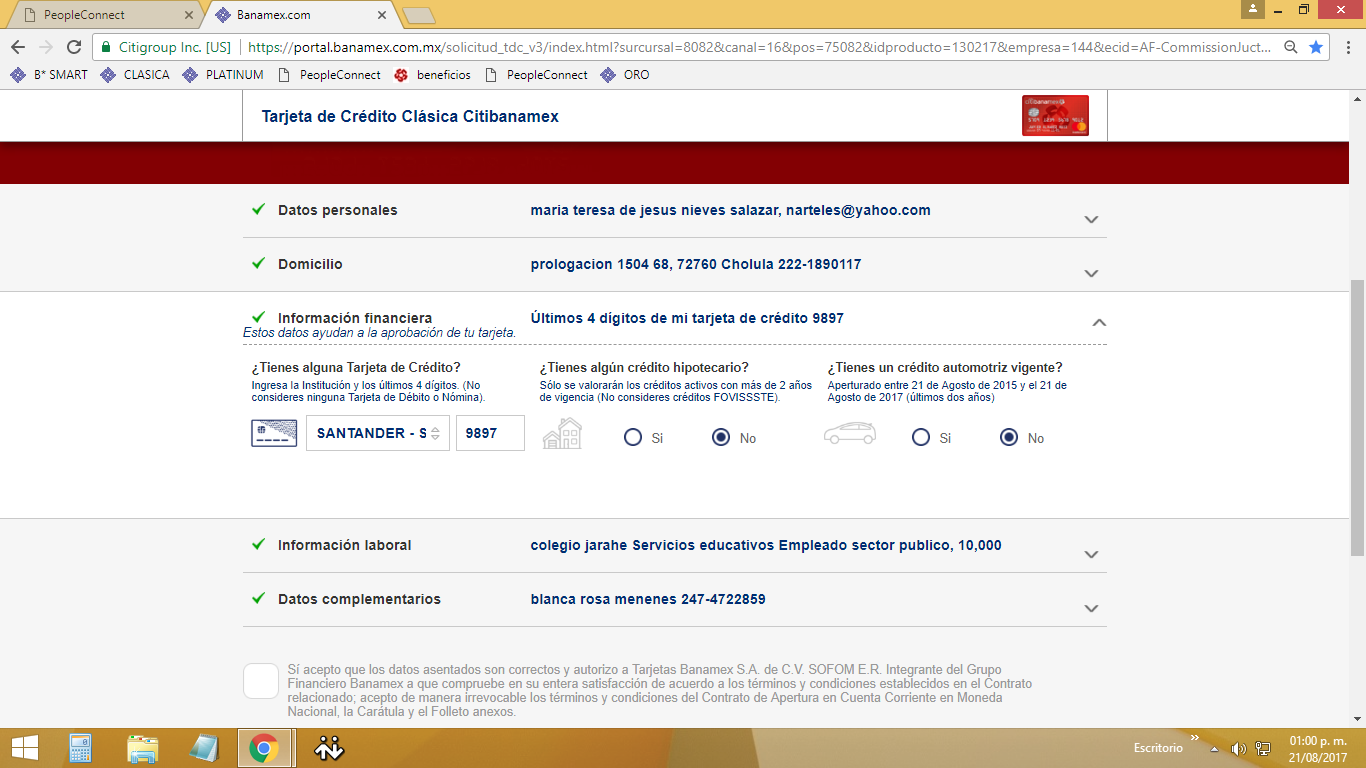 PeopleConnect
Banamex.com
Citigroup Inc. [US] https://portal.banamex.com.mx/solicitud_tdc_v3/index.html?surcursal=8082&canal=16&pos=75082&idproducto=130217&empresa=144&ecid=AF-CommissionJuct...
B* SMART CLASICA PLATINUM PeopleConnect beneficios PeopleConnect ORO
Tarjeta de Crédito Clásica Citibanamex
Datos personales maria teresa de jesus nieves salazar, narteles@yahoo.com
Domicilio prologacion 1504 68, 72760 Cholula 222-1890117
Información financiera Últimos 4 dígitos de mi tarjeta de crédito 9897
Estos datos ayudan a la aprobación de tu tarjeta.
¿Tienes alguna Tarjeta de Crédito?
Ingresa la Institución y los últimos 4 dígitos. (No
consideres ninguna Tarjeta de Débito o Nómina).
SANTANDER - S 9897
¿Tienes algún crédito hipotecario?
Sólo se valorarán los créditos activos con más de 2 años
de vigencia (No consideres créditos FOVISSSTE).
Si No
¿Tienes un crédito automotriz vigente?
Aperturado entre 21 de Agosto de 2015 y el 21 de
Agosto de 2017 (últimos dos años)
Si No
Información laboral colegio jarahe Servicios educativos Empleado sector publico, 10,000
Datos complementarios blanca rosa menenes 247-4722859
Sí acepto que los datos asentados son correctos y autorizo a Tarjetas Banamex S.A. de C.V. SOFOM E.R. Integrante del Grupo
Financiero Banamex a que compruebe en su entera satisfacción de acuerdo a los términos y condiciones establecidos en el Contrato
relacionado; acepto de manera irrevocable los términos y condiciones del Contrato de Apertura en Cuenta Corriente en Moneda
Nacional, la Carátula y el Folleto anexos.
Escritorio
01:00 p. m.
21/08/2017